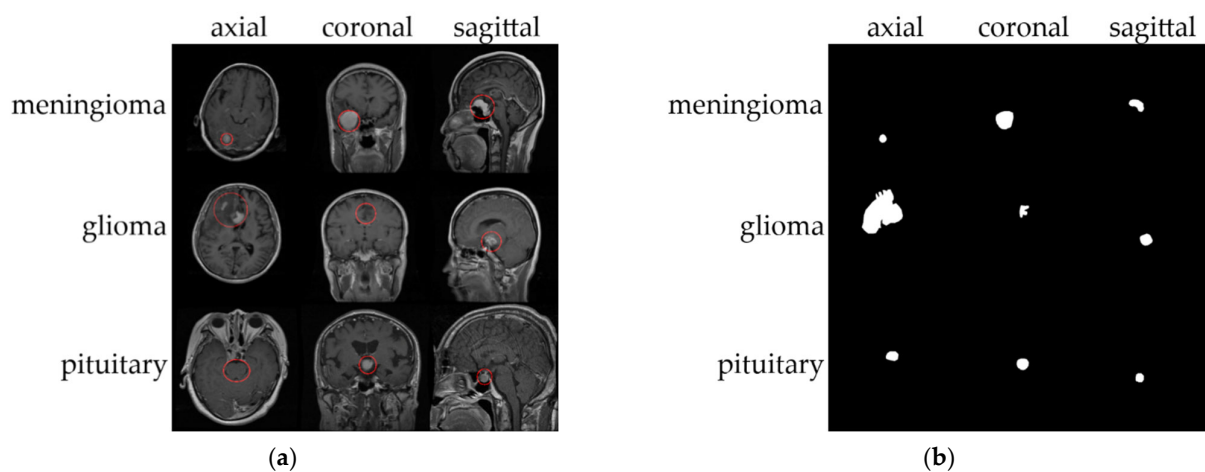 axial coronal sagittal
meningioma
glioma
pituitary
(a)
axial coronal sagittal
meningioma
glioma
pituitary
(b)